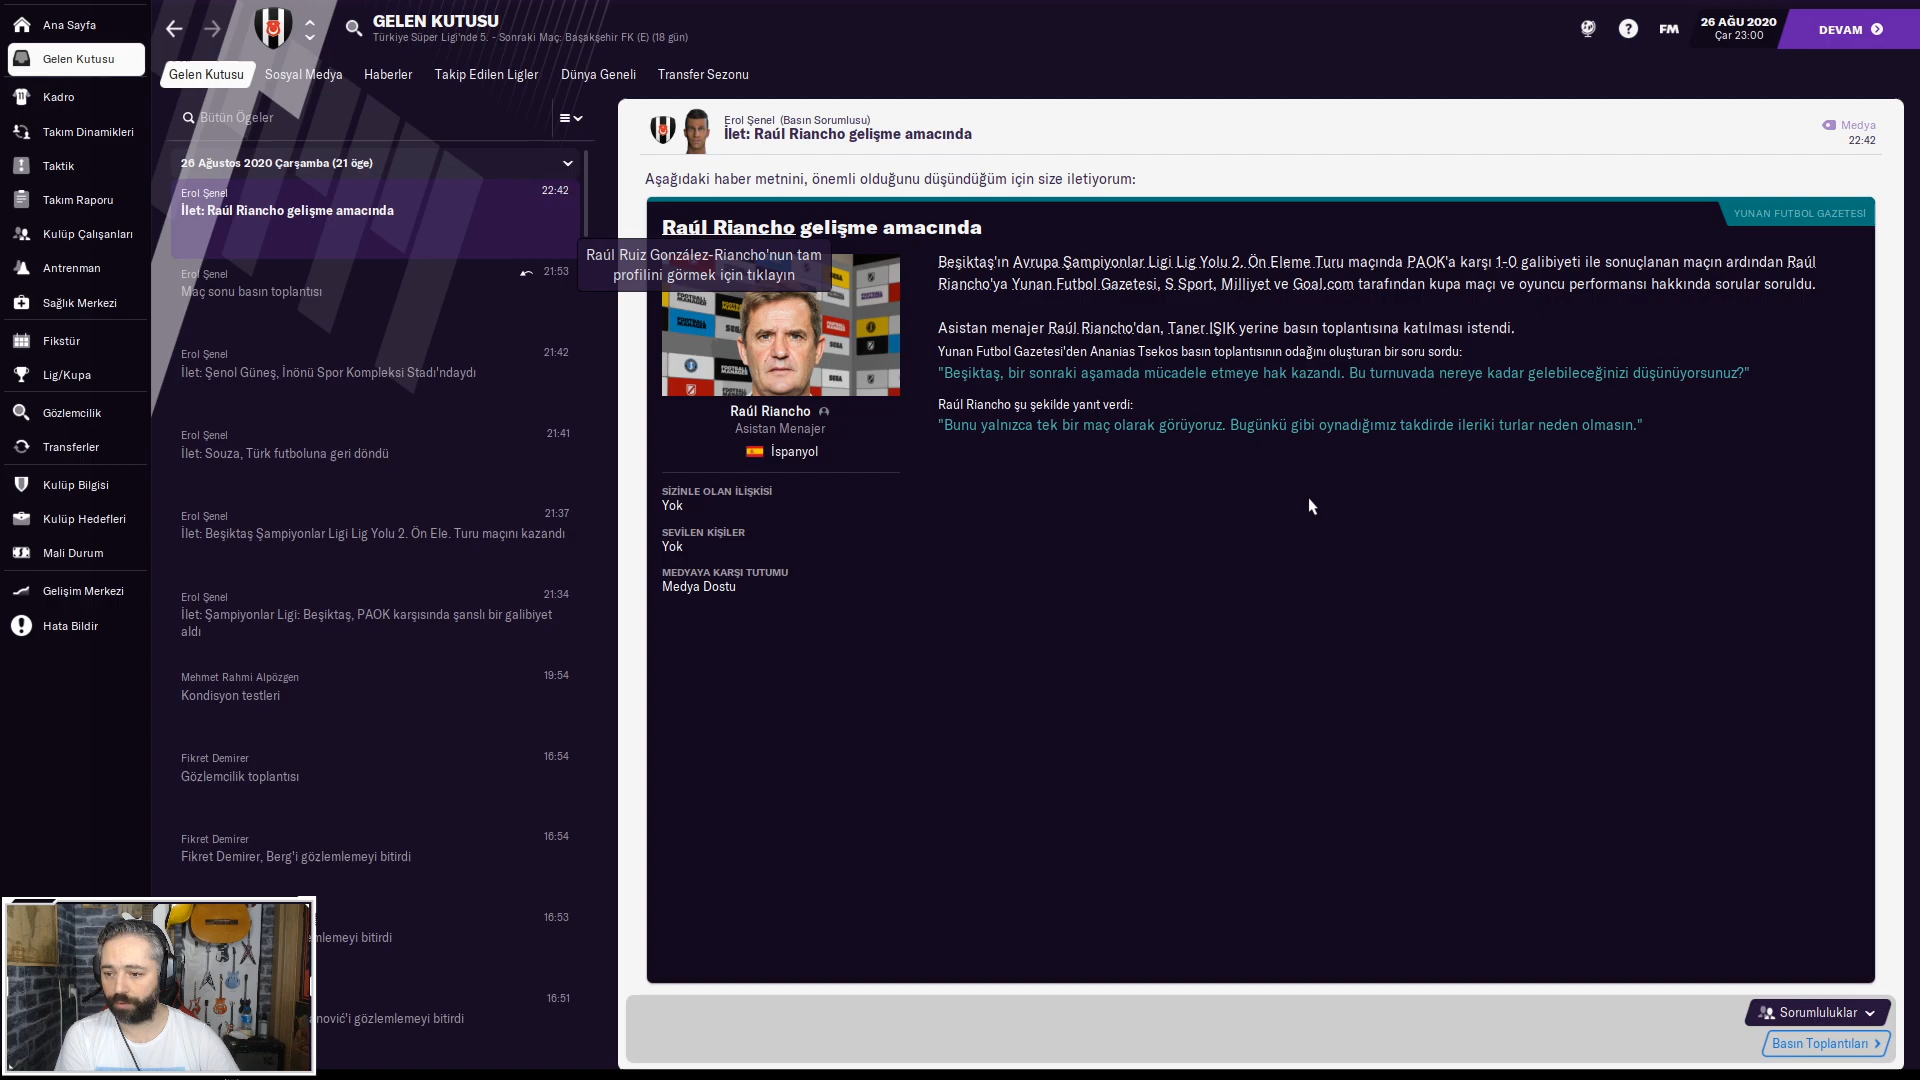 Ana Sayfa
Gelen Kutusu
Kadro
Takım Dinamikleri
Taktik
Takım Raporu
Kulüp Çalışanları
Antrenman
Sağlık Merkezi
Fikstür
Lig/Kupa
Gözlemcilik
Transferler
Kulüp Bilgisi
Kulüp Hedefleri
Mali Durum
Gelişim Merkezi
Hata Bildir
GELEN KUTUSU
Türkiye Süper Ligi'nde 5. - Sonraki Maç: Başakşehir FK (E) (18 gün)
FM
26 AĞU 2020
Çar 23:00
DEVAM
Gelen Kutusu
Sosyal Medya
Haberler
Takip Edilen Ligler
Dünya Geneli
Transfer Sezonu
Bütün Ögeler
26 Ağustos 2020 Çarşamba (21 öge)
Erol Şenel 22:42
İlet: Raúl Riancho gelişme amacında
Erol Şenel 21:53
Maç sonu basın toplantısı
Erol Şenel 21:42
İlet: Şenol Güneş, İnönü Spor Kompleksi Stadı'ndaydı
Erol Şenel 21:41
İlet: Souza, Türk futboluna geri döndü
Erol Şenel 21:37
İlet: Beşiktaş Şampiyonlar Ligi Lig Yolu 2. Ön Ele. Turu maçını kazandı
Erol Şenel 21:34
İlet: Şampiyonlar Ligi: Beşiktaş, PAOK karşısında şanslı bir galibiyet
aldı
Mehmet Rahmi Alpözgen 19:54
Kondisyon testleri
Fikret Demirer 16:54
Gözlemcilik toplantısı
Fikret Demirer 16:54
Fikret Demirer, Berg'i gözlemlemeyi bitirdi
16:53
mlemeyi bitirdi
16:51
anović'i gözlemlemeyi bitirdi
Erol Şenel (Basın Sorumlusu)
İlet: Raúl Riancho gelişme amacında
Medya
22:42
Aşağıdaki haber metnini, önemli olduğunu düşündüğüm için size iletiyorum:
YUNAN FUTBOL GAZETESİ
Raúl Riancho gelişme amacında
Raúl Ruiz González-Riancho'nun tam
profilini görmek için tıklayın
Raúl Riancho
Asistan Menajer
İspanyol
SİZİNLE OLAN İLİŞKİSİ
Yok
SEVİLEN KİŞİLER
Yok
MEDYAYA KARŞI TUTUMU
Medya Dostu
Beşiktaş'ın Avrupa Şampiyonlar Ligi Lig Yolu 2. Ön Eleme Turu maçında PAOK'a karşı 1-0 galibiyeti ile sonuçlanan maçın ardından Raúl
Riancho'ya Yunan Futbol Gazetesi, S Sport, Milliyet ve Goal.com tarafından kupa maçı ve oyuncu performansı hakkında sorular soruldu.
Asistan menajer Raúl Riancho'dan, Taner IŞIK yerine basın toplantısına katılması istendi.
Yunan Futbol Gazetesi'den Ananias Tsekos basın toplantısının odağını oluşturan bir soru sordu:
"Beşiktaş, bir sonraki aşamada mücadele etmeye hak kazandı. Bu turnuvada nereye kadar gelebileceğinizi düşünüyorsunuz?"
Raúl Riancho şu şekilde yanıt verdi:
"Bunu yalnızca tek bir maç olarak görüyoruz. Bugünkü gibi oynadığımız takdirde ileriki turlar neden olmasın."
Sorumluluklar
Basın Toplantıları